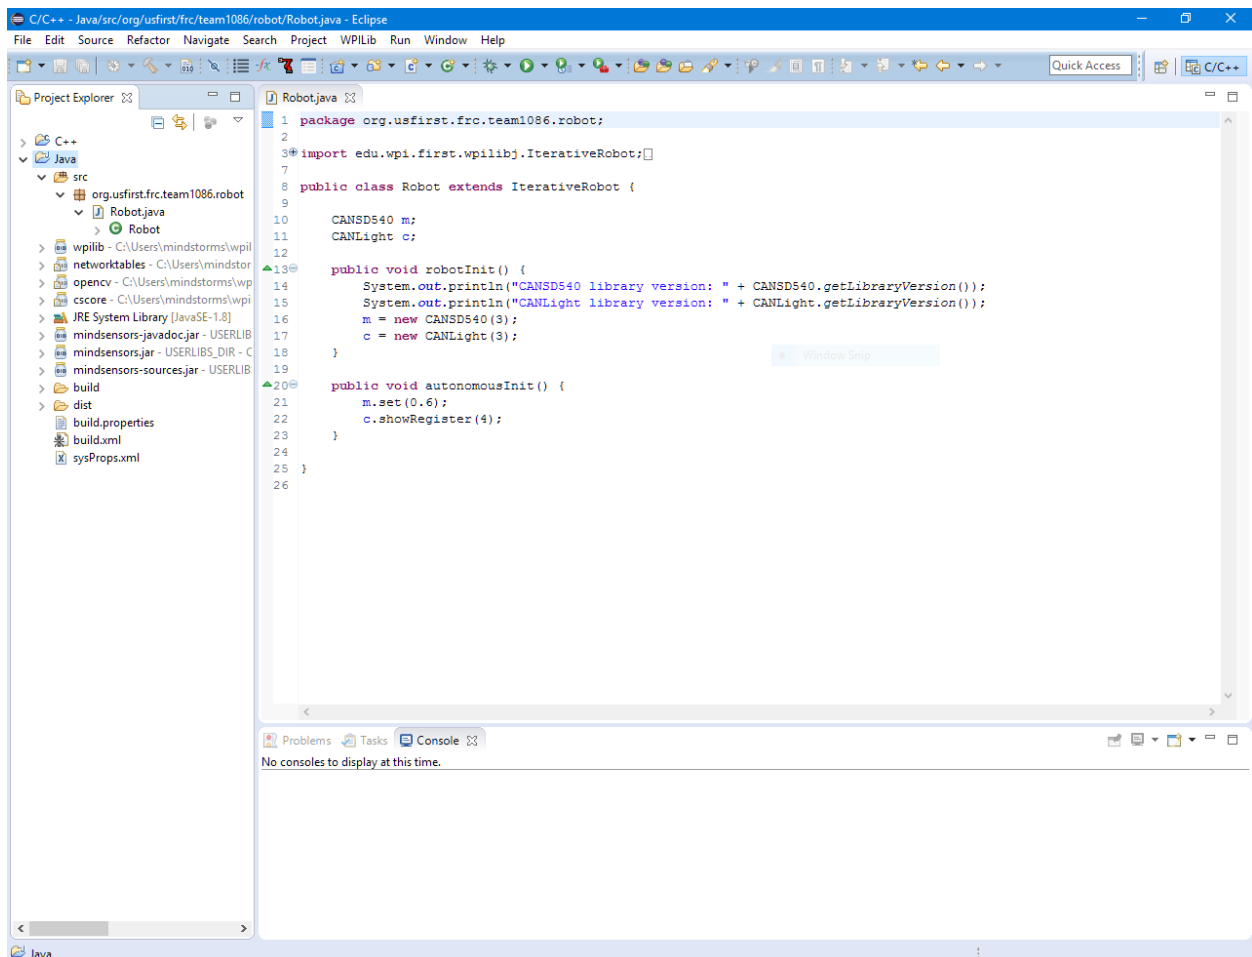 C/C++ - Java/src/org/usfirst/frc/team1086/robot/Robot.java - Eclipse
File Edit Source Refactor Navigate Search Project WPILib Run Window Help
Quick Access
C/C++
Project Explorer
C++
Java
src
org.usfirst.frc.team1086.robot
Robot.java
Robot
wpilib - C:\Users\mindstorms\wpil
networktables - C:\Users\mindstor
opencv - C:\Users\mindstorms\wp
cscore - C:\Users\mindstorms\wpi
JRE System Library [JavaSE-1.8]
mindsensors-javadoc.jar - USERLIB
mindsensors.jar - USERLIBS_DIR - C
mindsensors-sources.jar - USERLIB
build
dist
build.properties
build.xml
sysProps.xml
Robot.java
1 package org.usfirst.frc.team1086.robot;
2
3 import edu.wpi.first.wpilibj.IterativeRobot;
7
8 public class Robot extends IterativeRobot {
9
10 CANSD540 m;
11 CANLight c;
12
13 public void robotInit() {
14 System.out.println("CANSD540 library version: " + CANSD540.getLibraryVersion());
15 System.out.println("CANLight library version: " + CANLight.getLibraryVersion());
16 m = new CANSD540(3);
17 c = new CANLight(3);
18 }
19
20 public void autonomousInit() {
21 m.set(0.6);
22 c.showRegister(4);
23 }
24
25 }
26
Window Snip
Problems Tasks Console
No consoles to display at this time.
Java